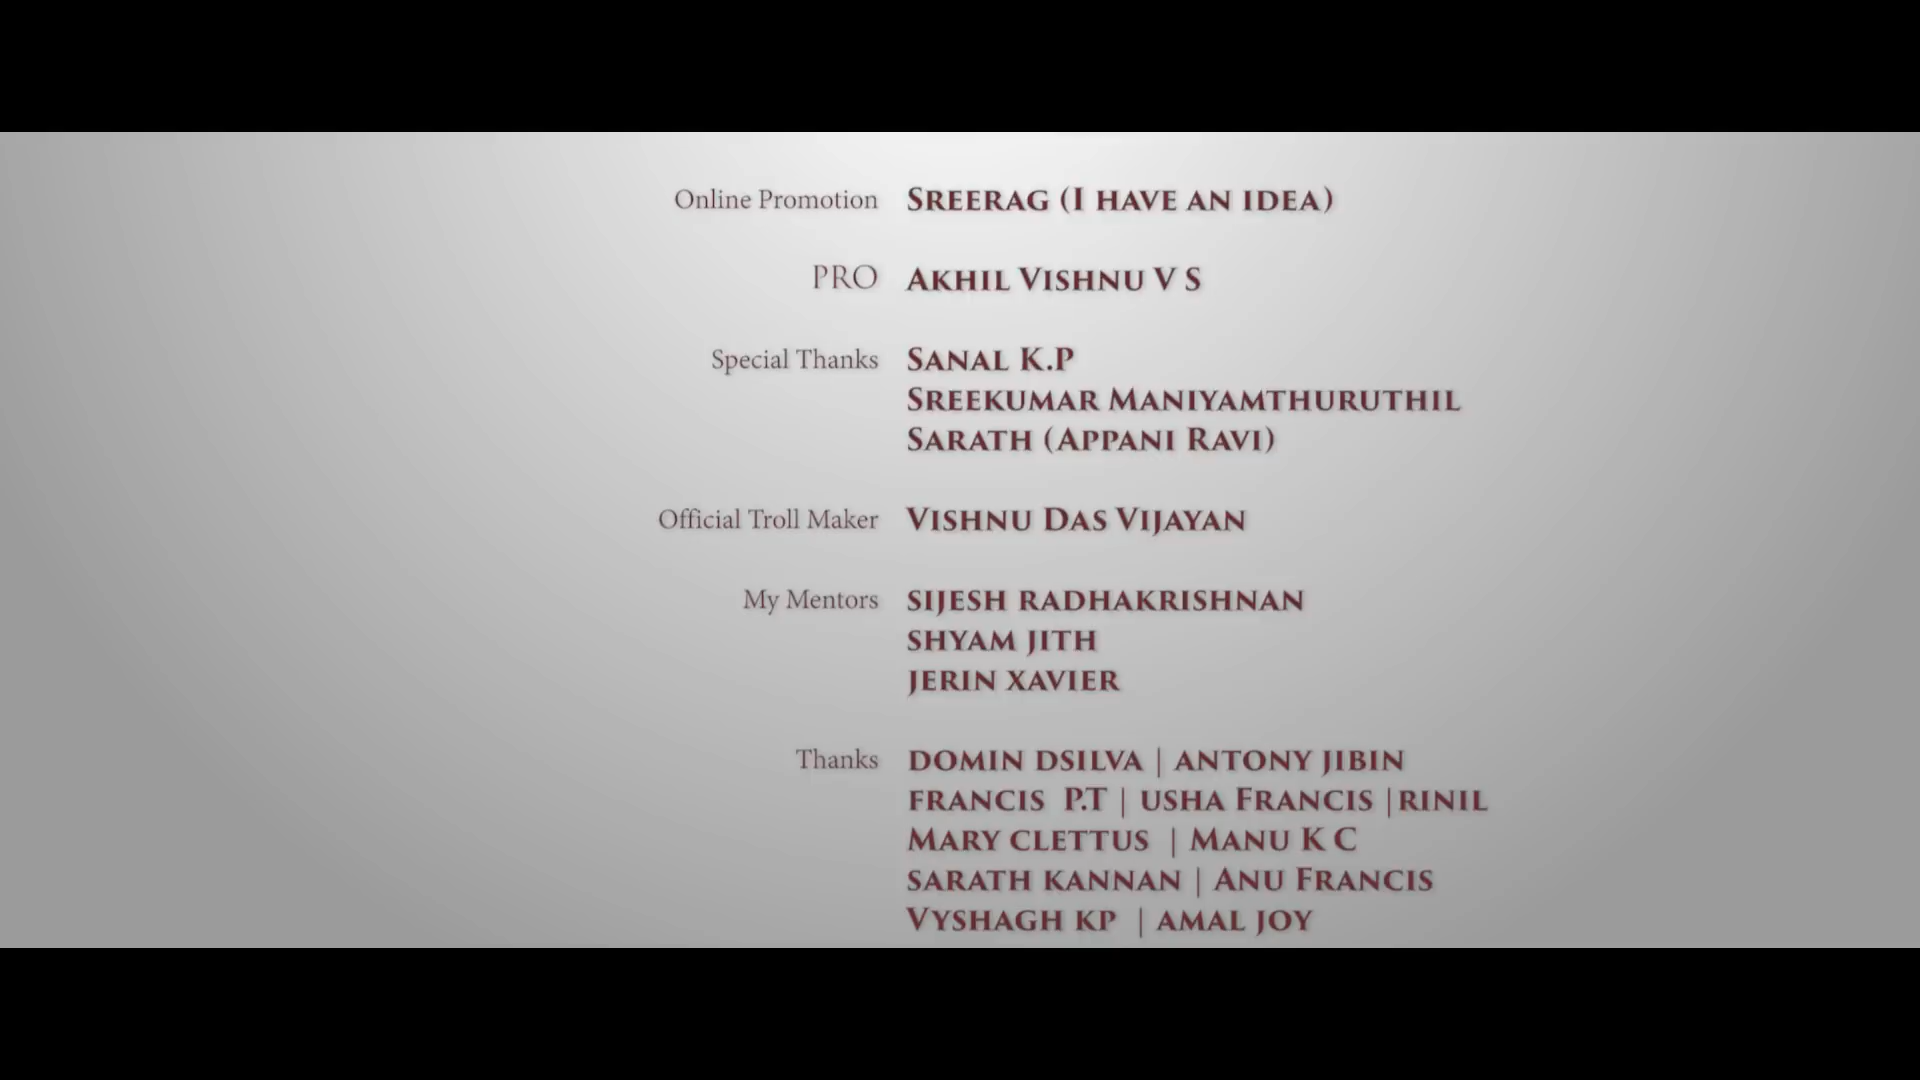 Online Promotion SREERAG (I HAVE AN IDEA)
PRO AKHIL VISHNU V S
Special Thanks SANAL K.P
SREEKUMAR MANIYAMTHURUTHIL
SARATH (APPANI RAVI)
Official Troll Maker VISHNU DAS VIJAYAN
My Mentors SIJESH RADHAKRISHNAN
SHYAM JITH
JERIN XAVIER
Thanks DOMIN DSILVA | ANTONY JIBIN
FRANCIS P.T | USHA FRANCIS |RINIL
MARY CLETTUS | MANU K C
SARATH KANNAN | ANU FRANCIS
VYSHAGH KP | AMAL JOY